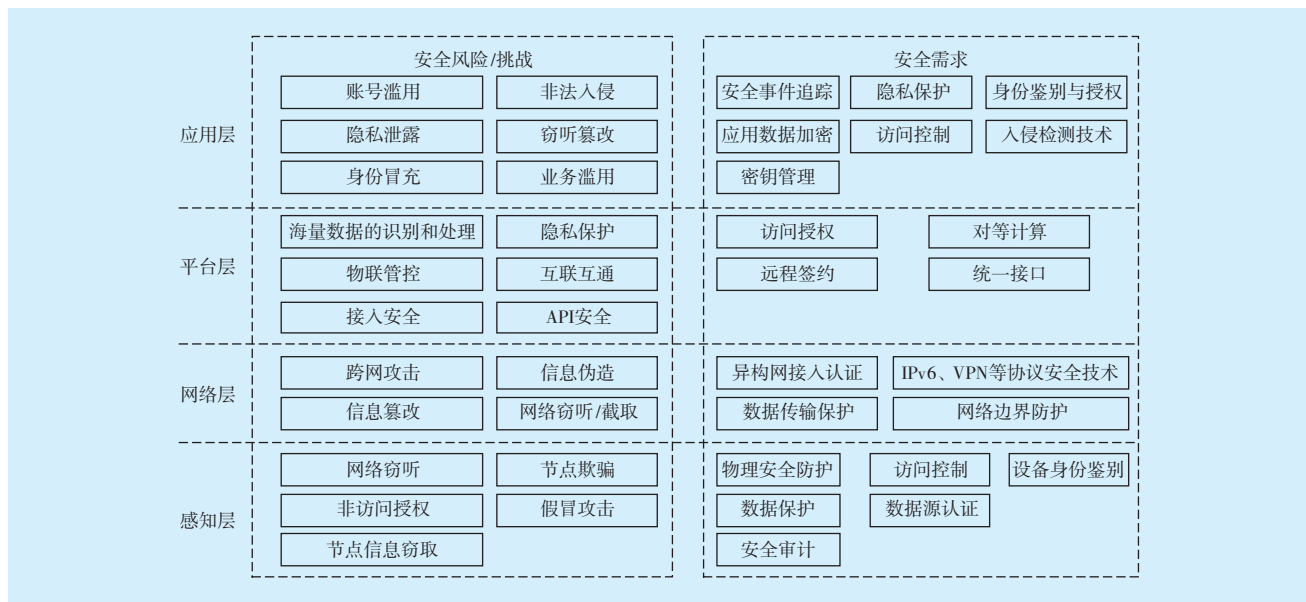 安全风险/挑战
安全需求
应用层
账号滥用
非法入侵
隐私泄露
窃听篡改
身份冒充
业务滥用
安全事件追踪
隐私保护
身份鉴别与授权
应用数据加密
访问控制
入侵检测技术
密钥管理
平台层
海量数据的识别和处理
隐私保护
物联管控
互联互通
接入安全
API安全
访问授权
对等计算
远程签约
统一接口
网络层
跨网攻击
信息伪造
信息篡改
网络窃听/截取
异构网接入认证
IPv6、VPN等协议安全技术
数据传输保护
网络边界防护
感知层
网络窃听
节点欺骗
非访问授权
假冒攻击
节点信息窃取
物理安全防护
访问控制
设备身份鉴别
数据保护
数据源认证
安全审计